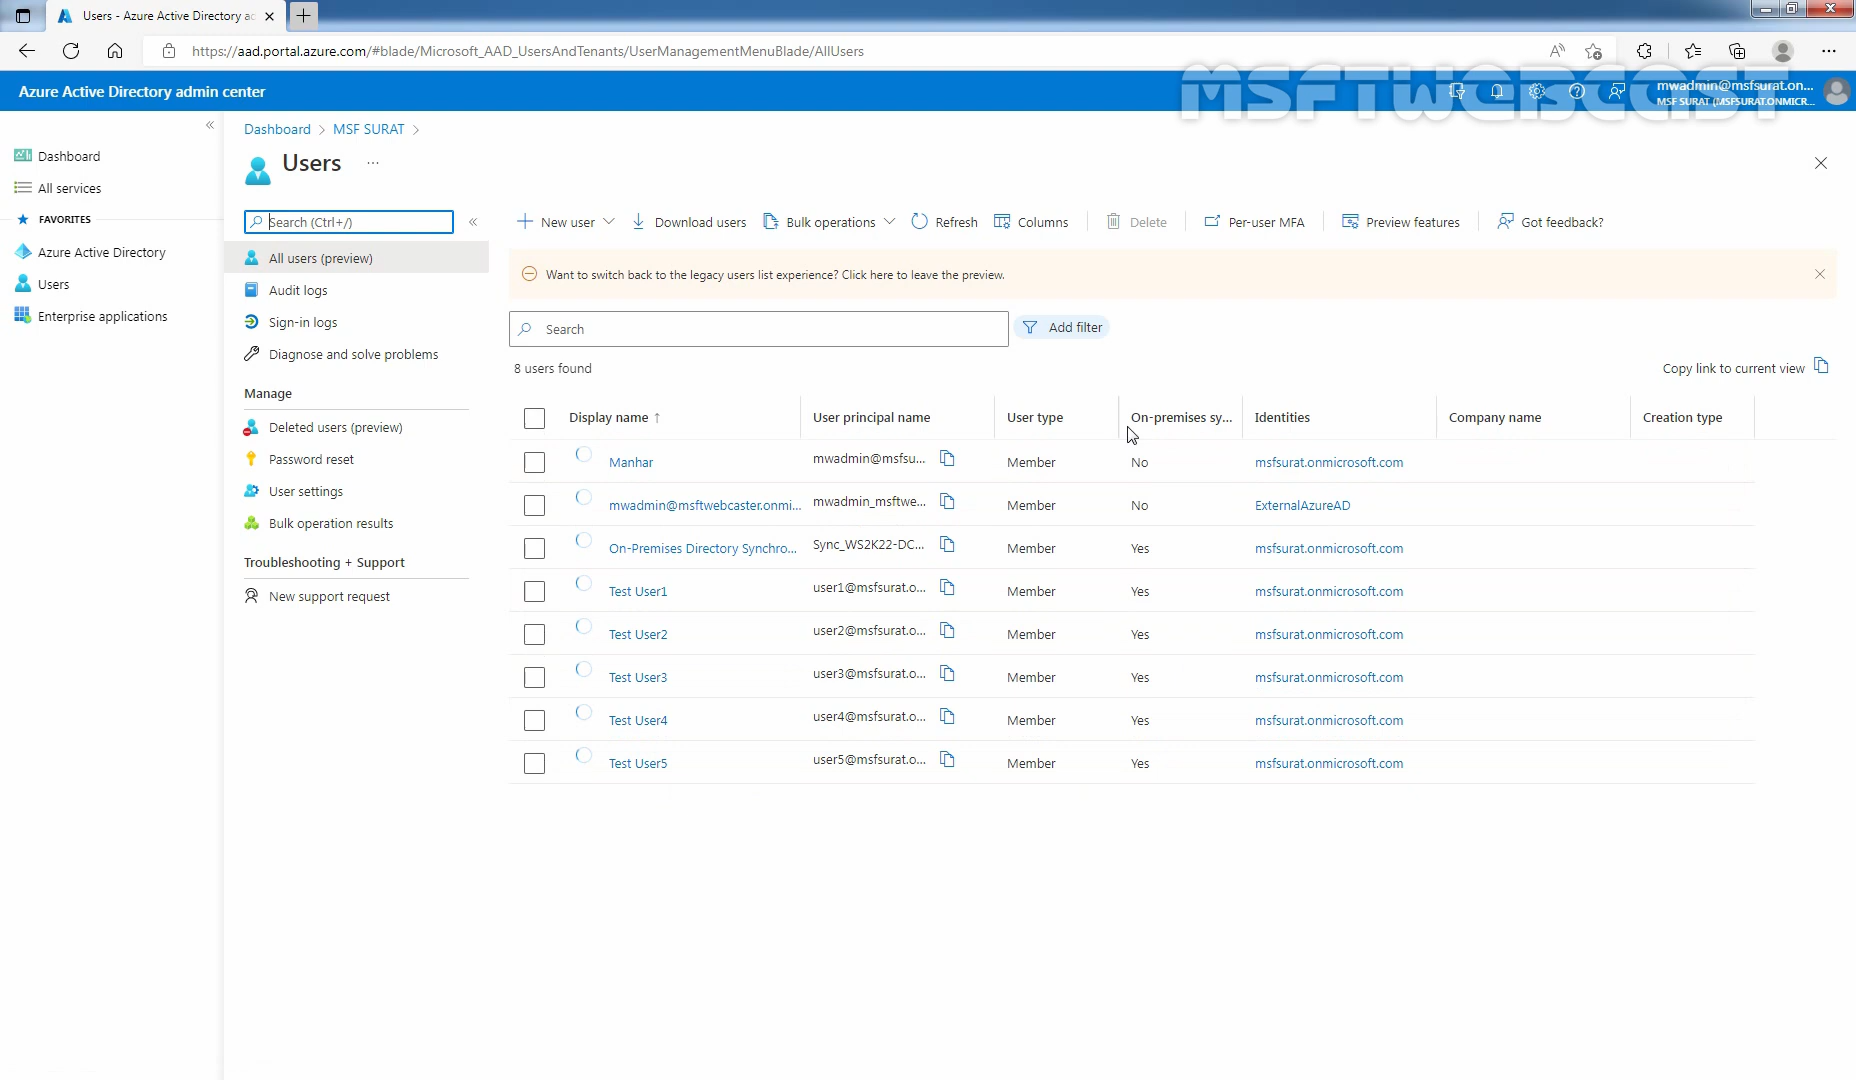 Users - Azure Active Directory ac
https://aad.portal.azure.com/#blade/Microsoft_AAD_UsersAndTenants/UserManagementMenuBlade/AllUsers
MSFTWEBCAST
Azure Active Directory admin center
mwadmin@msfsurat.on...
MSF SURAT (MSFSURAT.ONMICR...
Dashboard
All services
FAVORITES
Azure Active Directory
Users
Enterprise applications
Dashboard > MSF SURAT >
Users ...
Search (Ctrl+/)
All users (preview)
Audit logs
Sign-in logs
Diagnose and solve problems
Manage
Deleted users (preview)
Password reset
User settings
Bulk operation results
Troubleshooting + Support
New support request
New user Download users Bulk operations Refresh Columns Delete Per-user MFA Preview features Got feedback?
Want to switch back to the legacy users list experience? Click here to leave the preview.
Search Add filter
8 users found Copy link to current view
Display name ↑ User principal name User type On-premises sy... Identities Company name Creation type
Manhar mwadmin@msfsu... Member No msfsurat.onmicrosoft.com
mwadmin@msftwebcaster.onmi... mwadmin_msftwe... Member No ExternalAzureAD
On-Premises Directory Synchro... Sync_WS2K22-DC... Member Yes msfsurat.onmicrosoft.com
Test User1 user1@msfsurat.o... Member Yes msfsurat.onmicrosoft.com
Test User2 user2@msfsurat.o... Member Yes msfsurat.onmicrosoft.com
Test User3 user3@msfsurat.o... Member Yes msfsurat.onmicrosoft.com
Test User4 user4@msfsurat.o... Member Yes msfsurat.onmicrosoft.com
Test User5 user5@msfsurat.o... Member Yes msfsurat.onmicrosoft.com